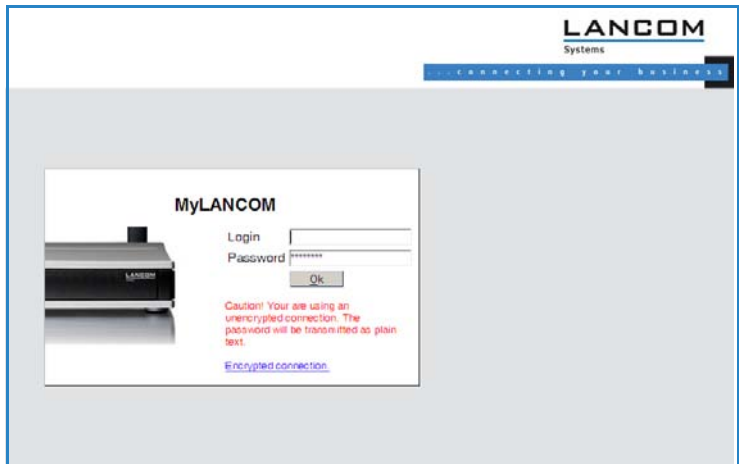 LANCOM
Systems
...connecting your business
MyLANCOM
Login
Password ********
LANCOM
Ok
Caution! Your are using an
unencrypted connection. The
password will be transmitted as plain
text.
Encrypted connection.